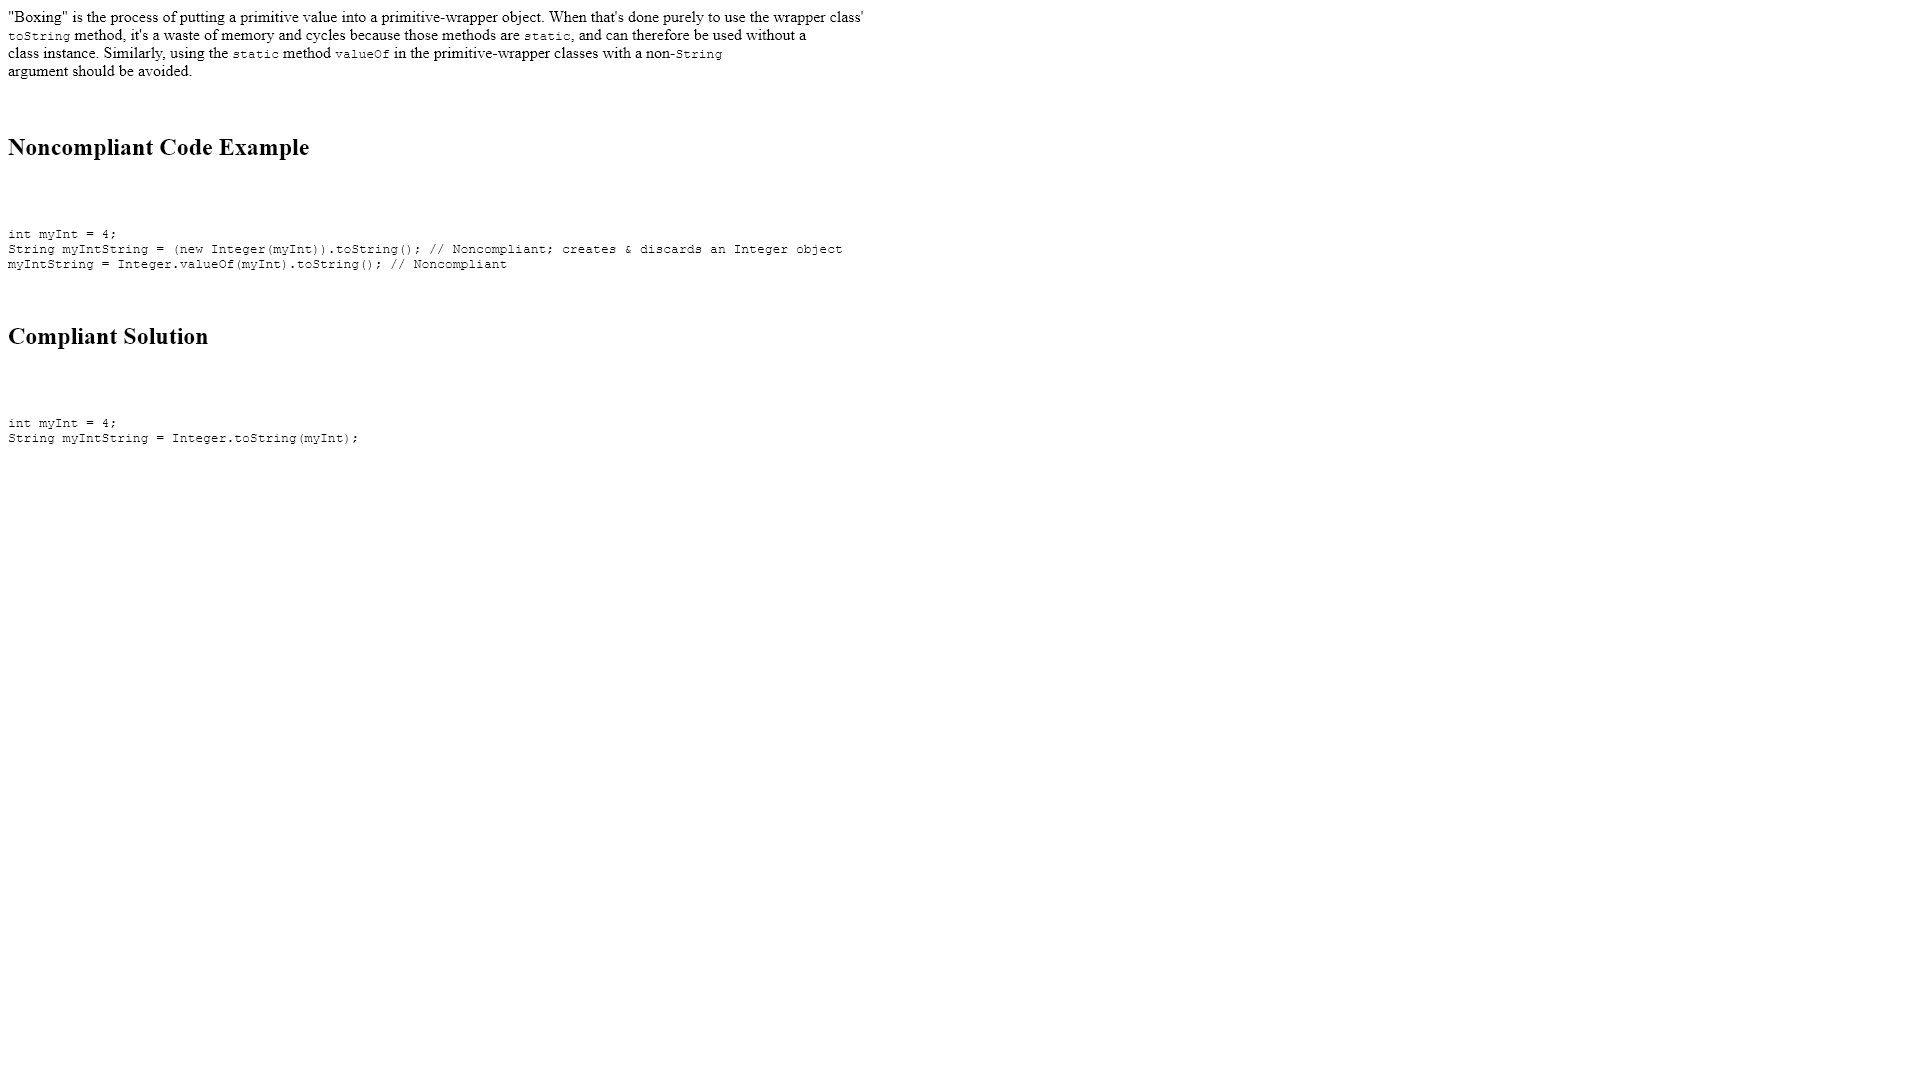 "Boxing" is the process of putting a primitive value into a primitive-wrapper object. When that's done purely to use the wrapper class'
toString method, it's a waste of memory and cycles because those methods are static, and can therefore be used without a
class instance. Similarly, using the static method valueOf in the primitive-wrapper classes with a non-String
argument should be avoided.
Noncompliant Code Example
int myInt = 4;
String myIntString = (new Integer(myInt)).toString(); // Noncompliant; creates & discards an Integer object
myIntString = Integer.valueOf(myInt).toString(); // Noncompliant
Compliant Solution
int myInt = 4;
String myIntString = Integer.toString(myInt);